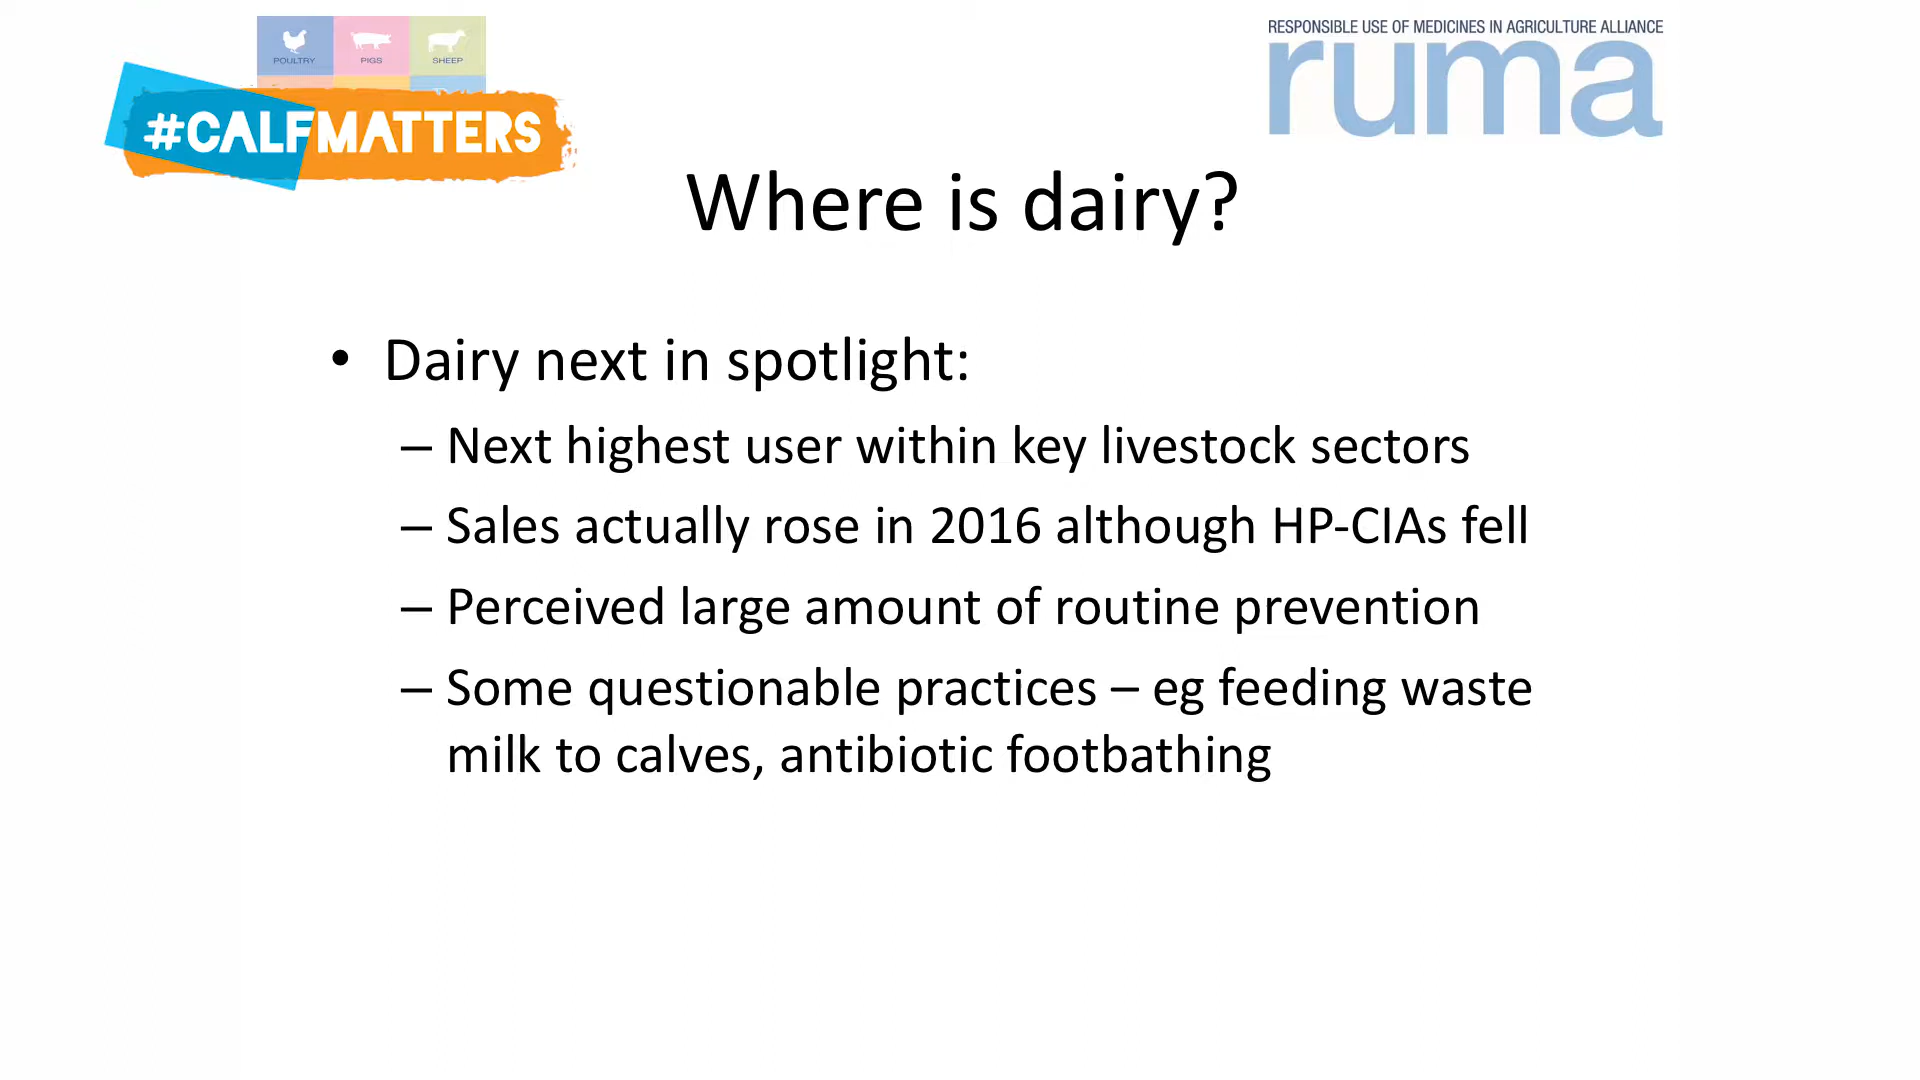 POULTRY PIGS SHEEP
#CALFMATTERS
RESPONSIBLE USE OF MEDICINES IN AGRICULTURE ALLIANCE
ruma
Where is dairy?
• Dairy next in spotlight:
– Next highest user within key livestock sectors
– Sales actually rose in 2016 although HP-CIAs fell
– Perceived large amount of routine prevention
– Some questionable practices – eg feeding waste
milk to calves, antibiotic footbathing